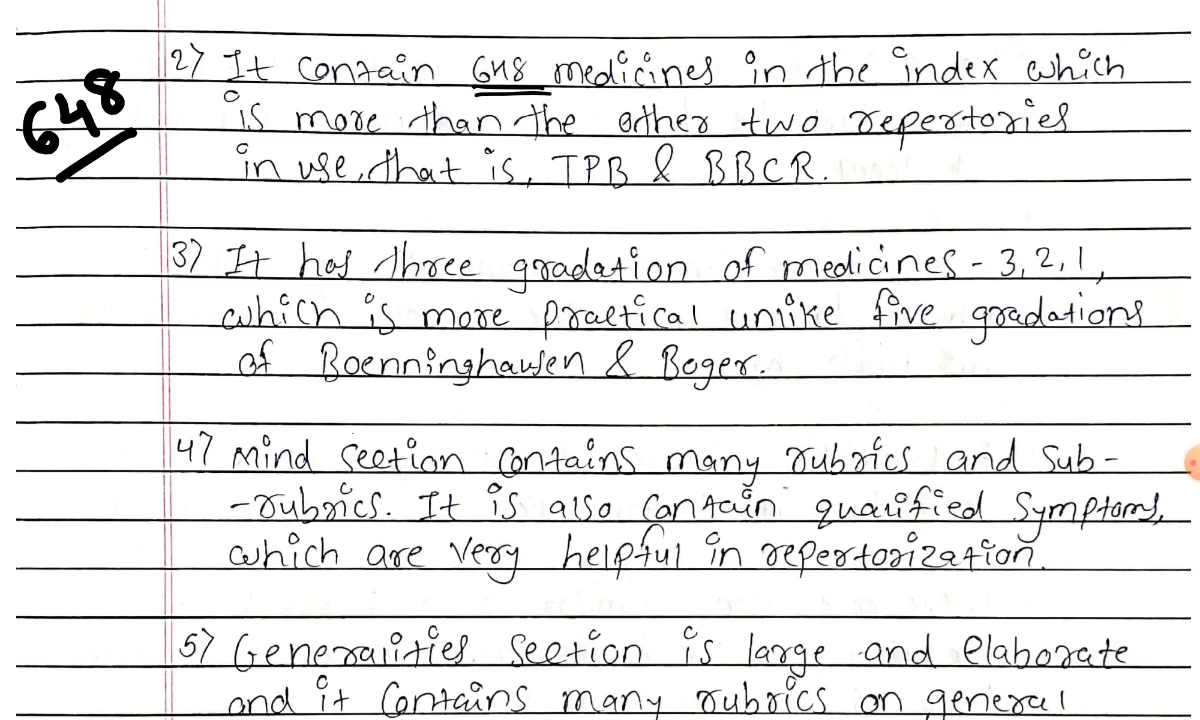 2) It contain 648 medicines in the index which
648
is more than the other two repertories
in use, that is, TPB & BBCR.
3) It has three gradation of medicines - 3, 2, 1,
which is more practical unlike five gradations
of Boenninghausen & Boger.
4) Mind section contains many rubrics and sub-
-rubrics. It is also contain qualified symptoms,
which are very helpful in repertorization.
5) Generalities section is large and elaborate
and it contains many rubrics on general